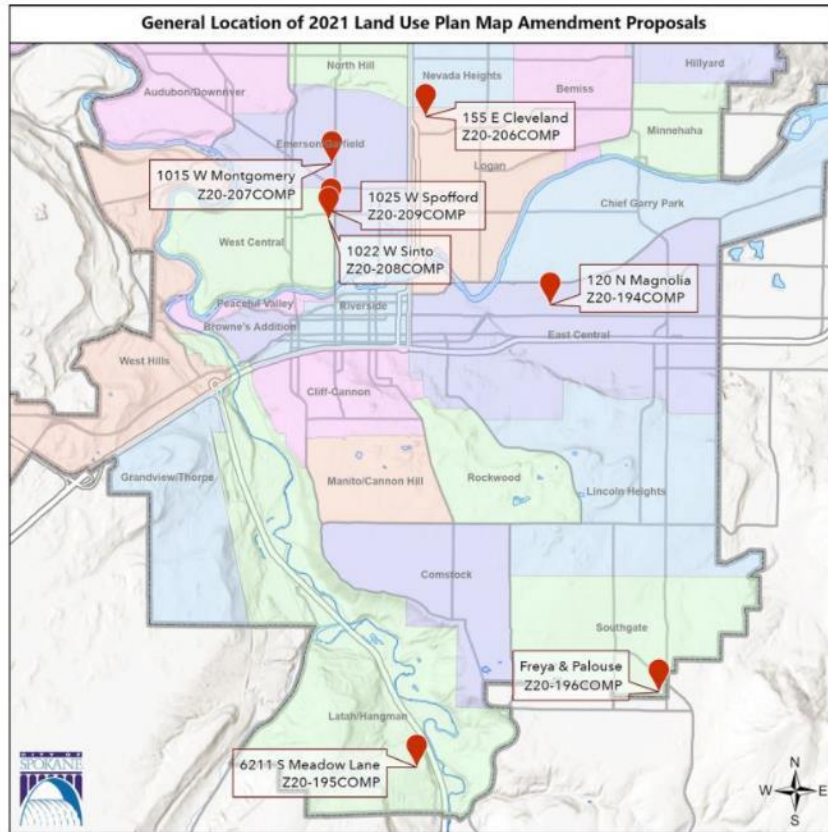 General Location of 2021 Land Use Plan Map Amendment Proposals
North Hill
Nevada Heights
Hillyard
Bemiss
Audubon/Downriver
155 E Cleveland
Z20-206COMP
Minnehaha
Emerson/Garfield
Logan
1015 W Montgomery
Z20-207COMP
1025 W Spofford
Z20-209COMP
Chief Garry Park
West Central
1022 W Sinto
Z20-208COMP
120 N Magnolia
Z20-194COMP
Peaceful Valley
Riverside
Browne's Addition
East Central
West Hills
Cliff-Cannon
Grandview/Thorpe
Manito/Cannon Hill
Rockwood
Lincoln Heights
Comstock
Southgate
Freya & Palouse
Z20-196COMP
Latah/Hangman
6211 S Meadow Lane
Z20-195COMP
CITY OF
SPOKANE
N
W E
S